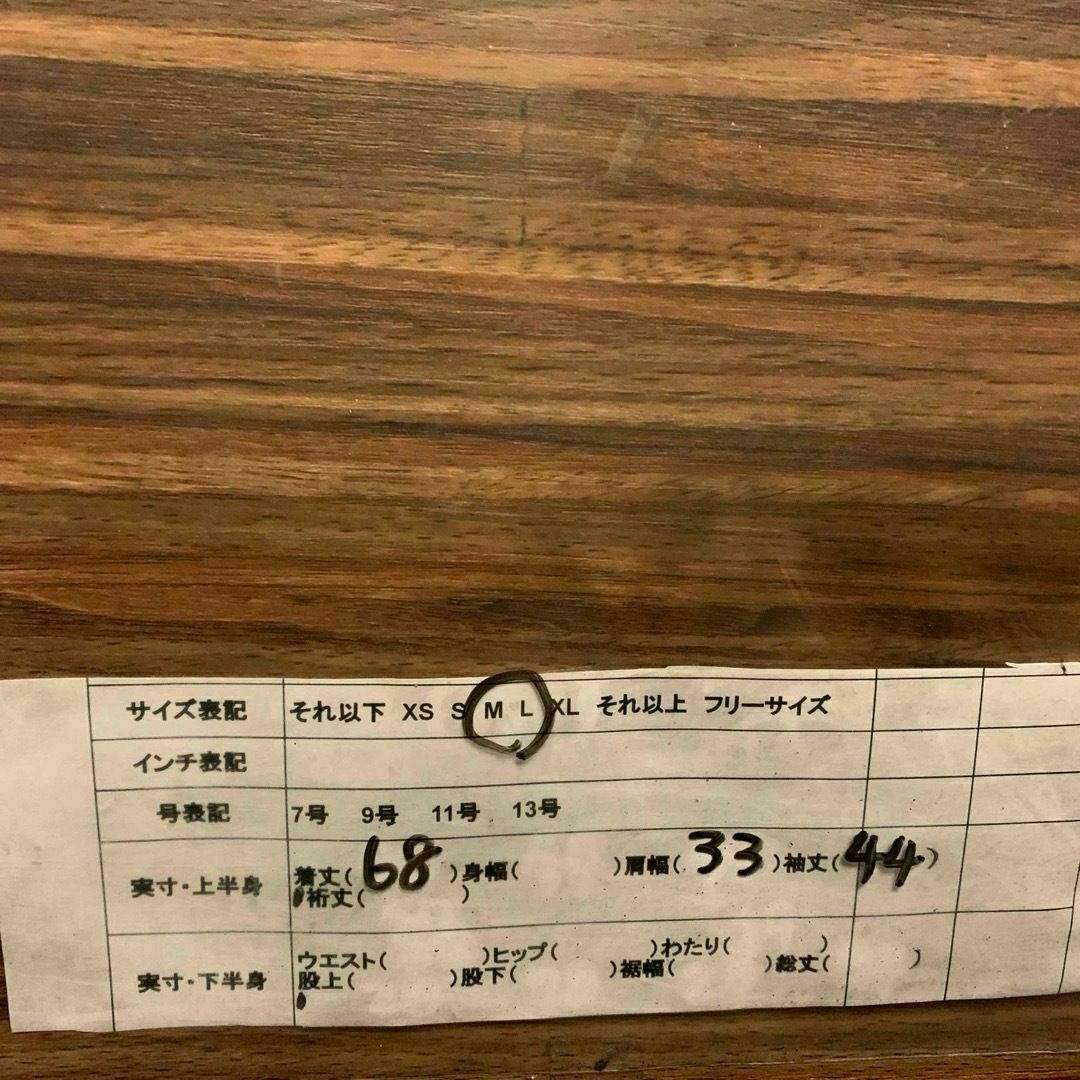 サイズ表記 それ以下 XS S M L XL それ以上 フリーサイズ
インチ表記
号表記 7号 9号 11号 13号
実寸・上半身 着丈( 68 )身幅( )肩幅( 33 )袖丈( 44 )
裄丈( )
実寸・下半身 ウエスト( )ヒップ( )わたり( )
股上( )股下( )裾幅( )総丈( )